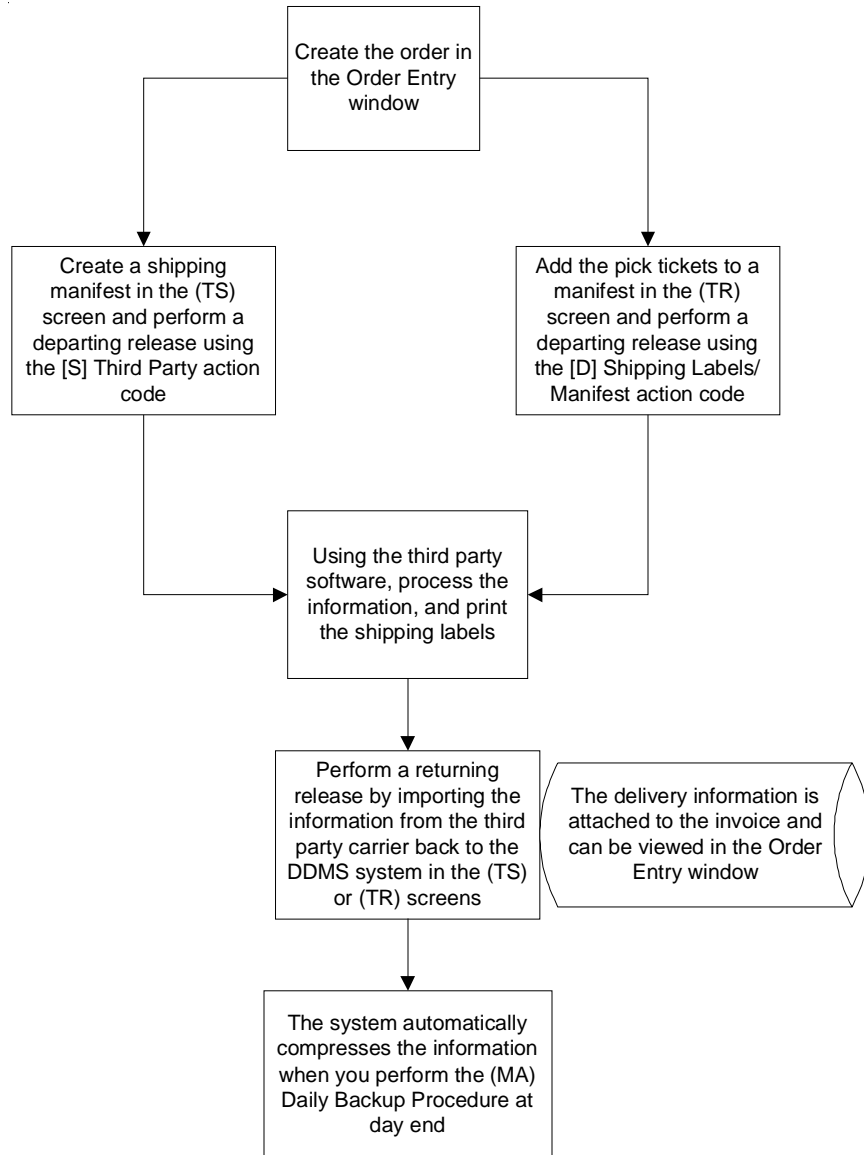 Create the order in
the Order Entry
window
Create a shipping
manifest in the (TS)
screen and perform a
departing release using
the [S] Third Party action
code
Add the pick tickets to a
manifest in the (TR)
screen and perform a
departing release using
the [D] Shipping Labels/
Manifest action code
Using the third party
software, process the
information, and print
the shipping labels
Perform a returning
release by importing the
information from the third
party carrier back to the
DDMS system in the (TS)
or (TR) screens
The delivery information is
attached to the invoice and
can be viewed in the Order
Entry window
The system automatically
compresses the information
when you perform the (MA)
Daily Backup Procedure at
day end